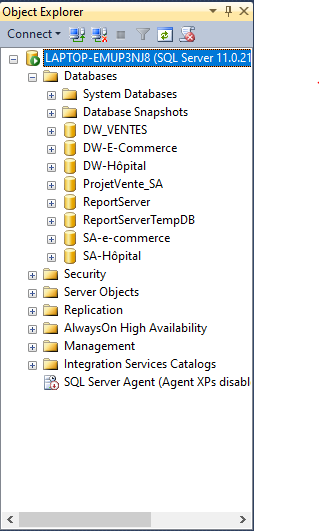 Object Explorer
Connect
LAPTOP-EMUP3NJ8 (SQL Server 11.0.21
Databases
System Databases
Database Snapshots
DW_VENTES
DW-E-Commerce
DW-Hôpital
ProjetVente_SA
ReportServer
ReportServerTempDB
SA-e-commerce
SA-Hôpital
Security
Server Objects
Replication
AlwaysOn High Availability
Management
Integration Services Catalogs
SQL Server Agent (Agent XPs disabl